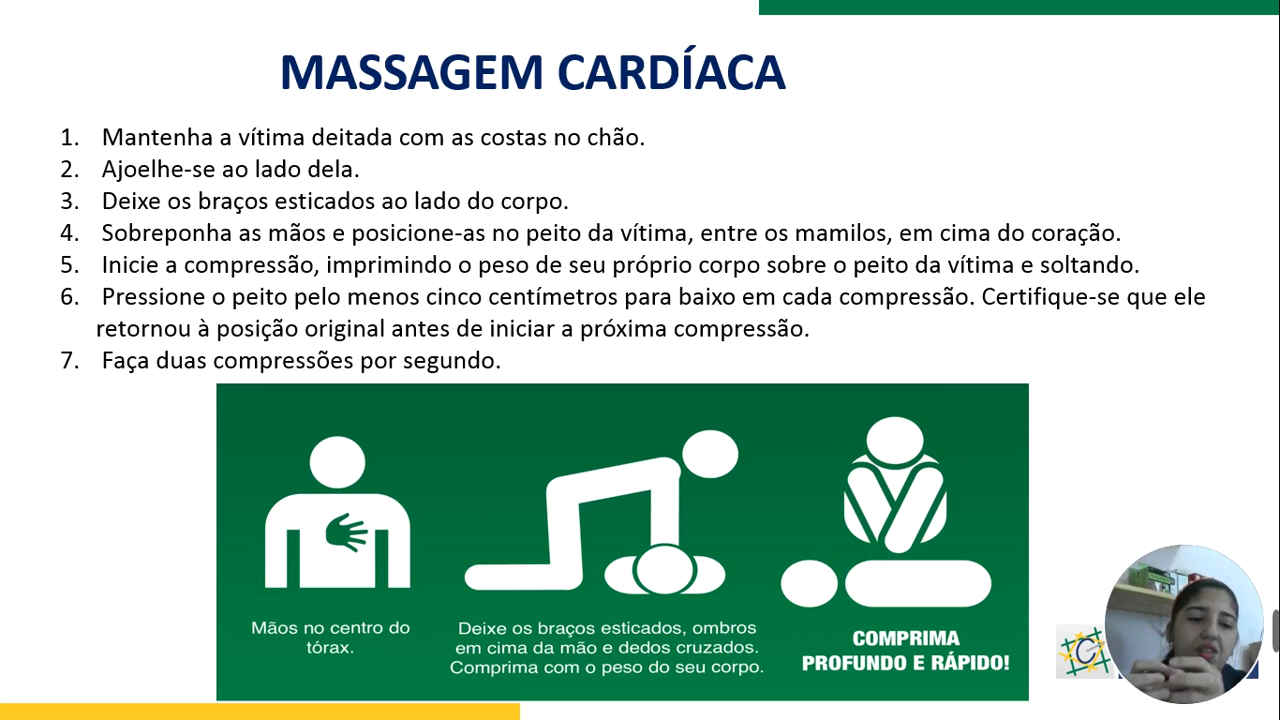 MASSAGEM CARDÍACA
1. Mantenha a vítima deitada com as costas no chão.
2. Ajoelhe-se ao lado dela.
3. Deixe os braços esticados ao lado do corpo.
4. Sobreponha as mãos e posicione-as no peito da vítima, entre os mamilos, em cima do coração.
5. Inicie a compressão, imprimindo o peso de seu próprio corpo sobre o peito da vítima e soltando.
6. Pressione o peito pelo menos cinco centímetros para baixo em cada compressão. Certifique-se que ele
retornou à posição original antes de iniciar a próxima compressão.
7. Faça duas compressões por segundo.
Mãos no centro do
tórax.
Deixe os braços esticados, ombros
em cima da mão e dedos cruzados.
Comprima com o peso do seu corpo.
COMPRIMA
PROFUNDO E RÁPIDO!